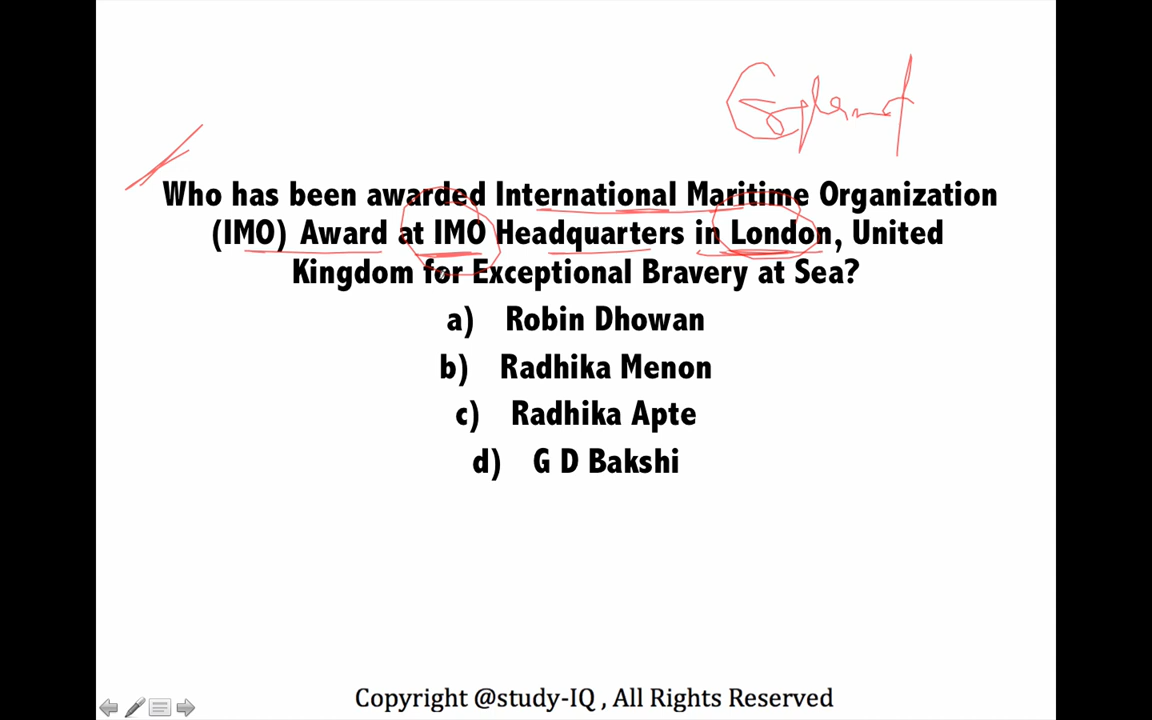 England
Who has been awarded International Maritime Organization
(IMO) Award at IMO Headquarters in London, United
Kingdom for Exceptional Bravery at Sea?
a) Robin Dhowan
b) Radhika Menon
c) Radhika Apte
d) G D Bakshi
Copyright @study-IQ , All Rights Reserved